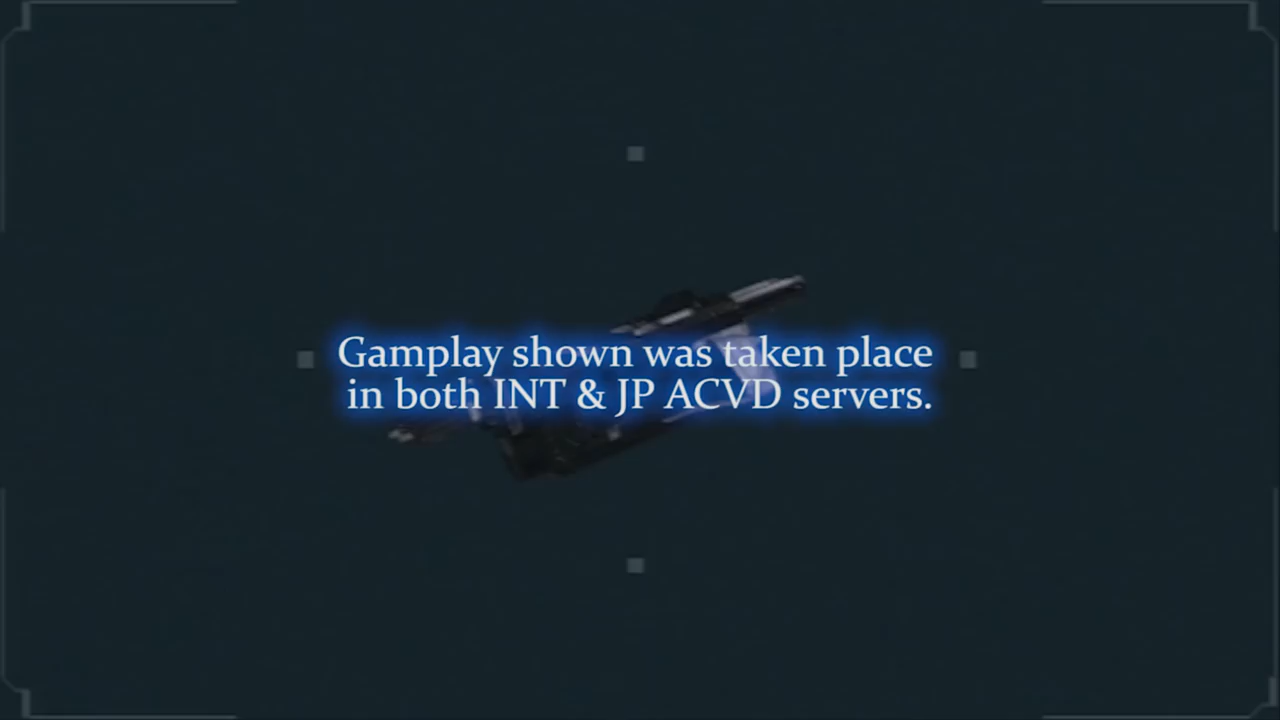 Gamplay shown was taken place
in both INT & JP ACVD servers.